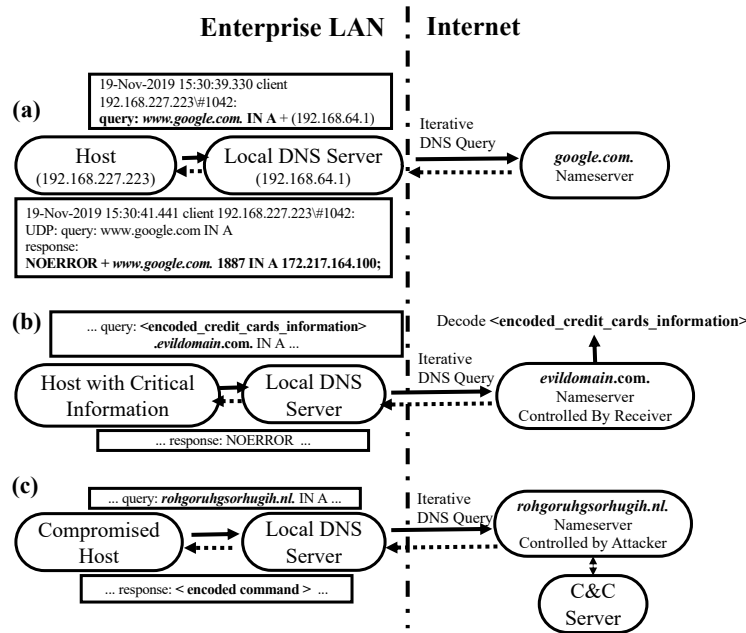 Enterprise LAN
Internet
(a)
19-Nov-2019 15:30:39.330 client
192.168.227.223\#1042:
query: www.google.com. IN A + (192.168.64.1)
Host
(192.168.227.223)
Local DNS Server
(192.168.64.1)
Iterative
DNS Query
google.com.
Nameserver
19-Nov-2019 15:30:41.441 client 192.168.227.223\#1042:
UDP: query: www.google.com IN A
response:
NOERROR + www.google.com. 1887 IN A 172.217.164.100;
(b)
... query: <encoded_credit_cards_information>
.evildomain.com. IN A ...
Decode <encoded_credit_cards_information>
Host with Critical
Information
Local DNS
Server
Iterative
DNS Query
evildomain.com.
Nameserver
Controlled By Receiver
... response: NOERROR ...
(c)
... query: rohgoruhgsorhugih.nl. IN A ...
Compromised
Host
Local DNS
Server
Iterative
DNS Query
rohgoruhgsorhugih.nl.
Nameserver
Controlled by Attacker
... response: < encoded command > ...
C&C
Server